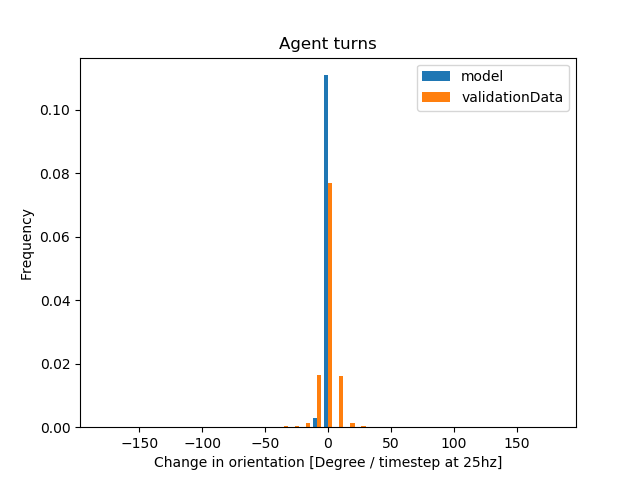 Agent turns
model
validationData
Frequency
0.10
0.08
0.06
0.04
0.02
0.00
−150
−100
−50
0
50
100
150
Change in orientation [Degree / timestep at 25hz]